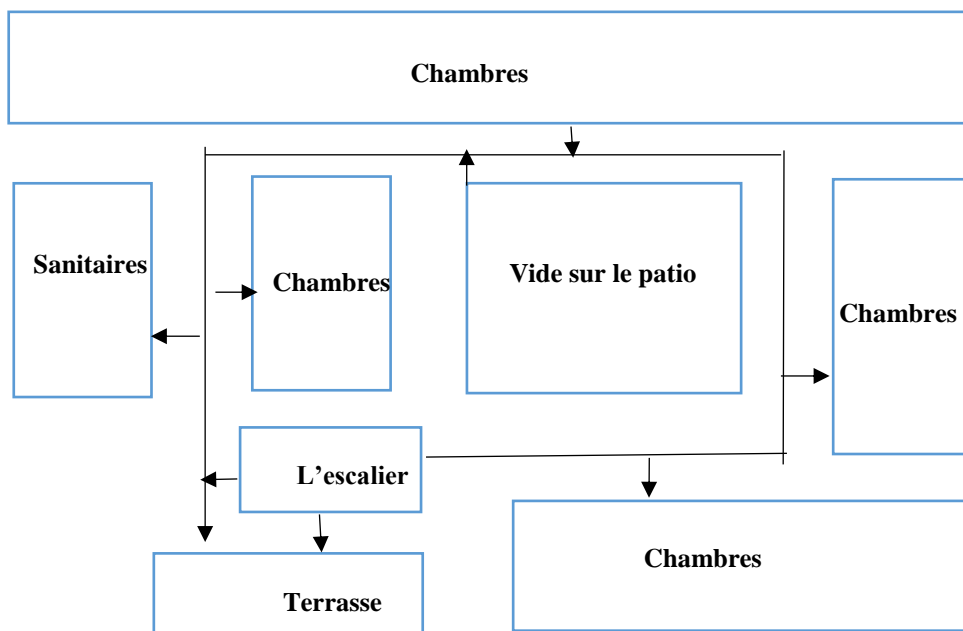 Chambres
Sanitaires
Chambres
Vide sur le patio
Chambres
L’escalier
Chambres
Terrasse